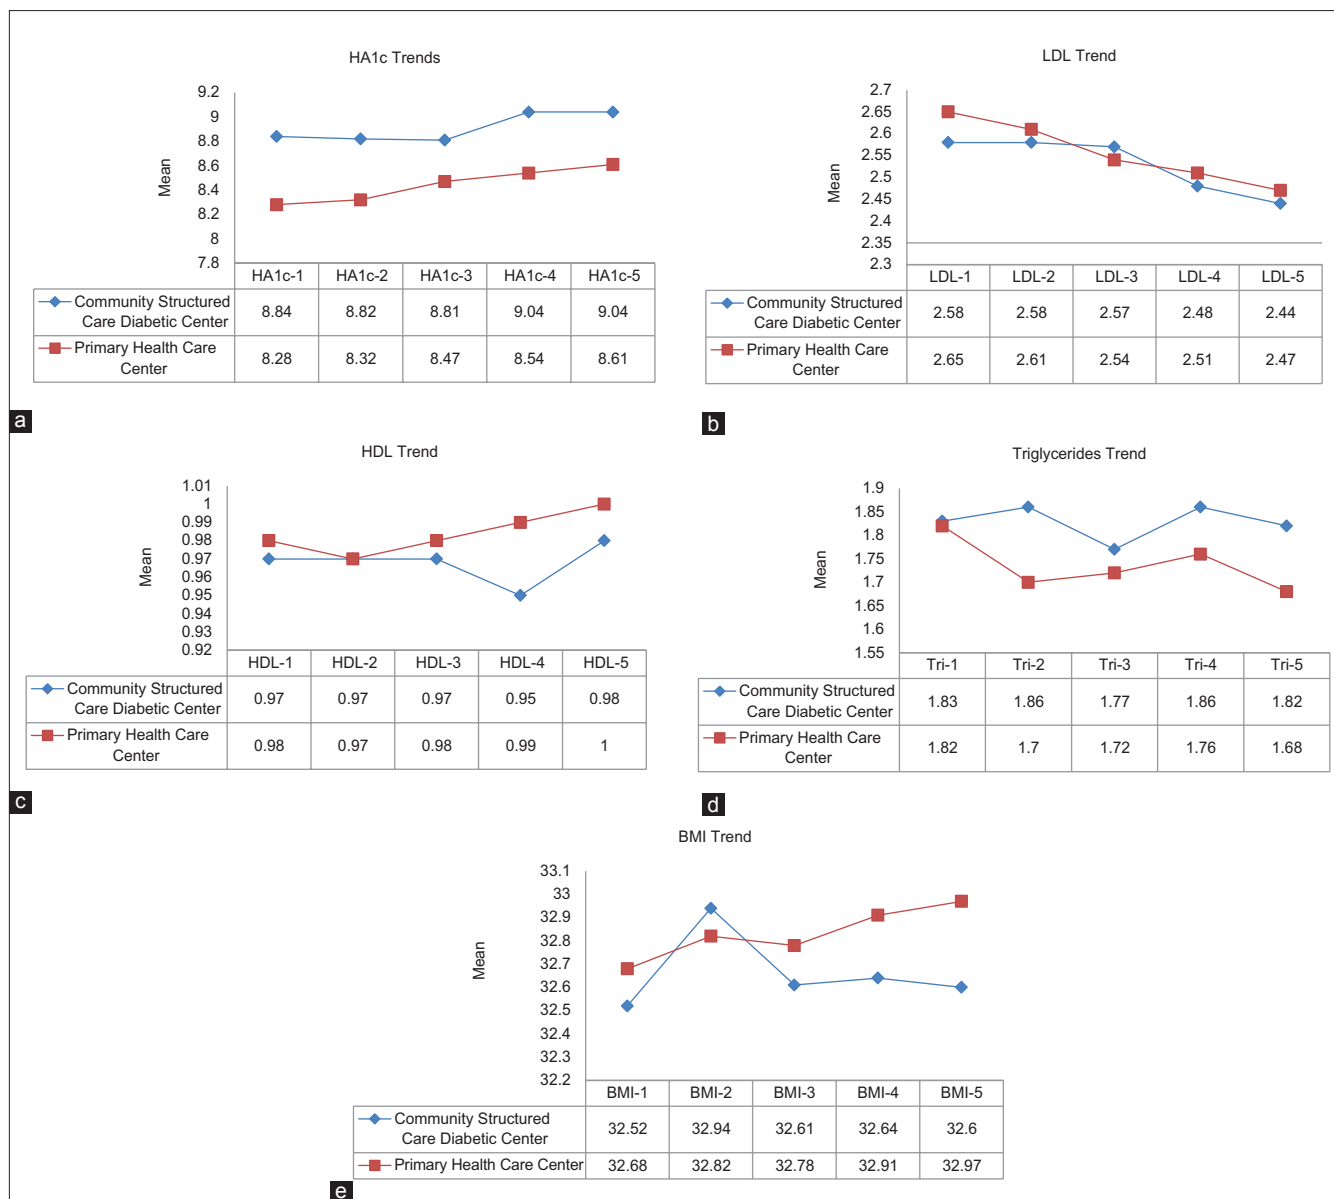 HA1c Trends
9.2
9
8.8
8.6
8.4
8.2
8
7.8
Mean
HA1c-1 HA1c-2 HA1c-3 HA1c-4 HA1c-5
Community Structured
Care Diabetic Center
8.84 8.82 8.81 9.04 9.04
Primary Health Care
Center
8.28 8.32 8.47 8.54 8.61
a
LDL Trend
2.7
2.65
2.6
2.55
2.5
2.45
2.4
2.35
2.3
Mean
LDL-1 LDL-2 LDL-3 LDL-4 LDL-5
Community Structured
Care Diabetic Center
2.58 2.58 2.57 2.48 2.44
Primary Health Care
Center
2.65 2.61 2.54 2.51 2.47
b
HDL Trend
1.01
1
0.99
0.98
0.97
0.96
0.95
0.94
0.93
0.92
Mean
HDL-1 HDL-2 HDL-3 HDL-4 HDL-5
Community Structured
Care Diabetic Center
0.97 0.97 0.97 0.95 0.98
Primary Health Care
Center
0.98 0.97 0.98 0.99 1
c
Triglycerides Trend
1.9
1.85
1.8
1.75
1.7
1.65
1.6
1.55
Mean
Tri-1 Tri-2 Tri-3 Tri-4 Tri-5
Community Structured
Care Diabetic Center
1.83 1.86 1.77 1.86 1.82
Primary Health Care
Center
1.82 1.7 1.72 1.76 1.68
d
BMI Trend
33.1
33
32.9
32.8
32.7
32.6
32.5
32.4
32.3
32.2
Mean
BMI-1 BMI-2 BMI-3 BMI-4 BMI-5
Community Structured
Care Diabetic Center
32.52 32.94 32.61 32.64 32.6
Primary Health Care Center 32.68 32.82 32.78 32.91 32.97
e